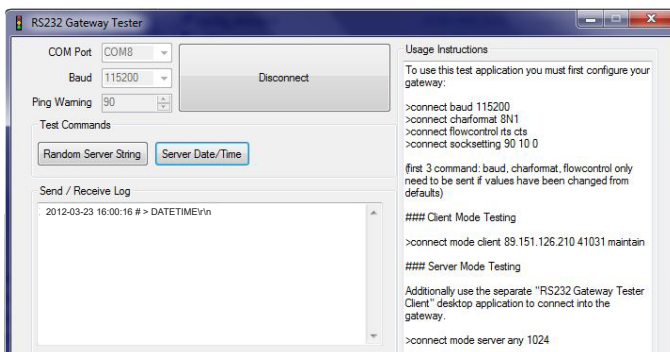 RS232 Gateway Tester
COM Port COM8
Baud 115200
Ping Warning 90
Disconnect
Test Commands
Random Server String Server Date/Time
Send / Receive Log
2012-03-23 16:00:16 # > DATETIME\r\n
Usage Instructions
To use this test application you must first configure your
gateway:
>connect baud 115200
>connect charformat 8N1
>connect flowcontrol rts cts
>connect socksetting 90 10 0
(first 3 command: baud, charformat, flowcontrol only
need to be sent if values have been changed from
defaults)
### Client Mode Testing
>connect mode client 89.151.126.210 41031 maintain
### Server Mode Testing
Additionally use the separate "RS232 Gateway Tester
Client" desktop application to connect into the
gateway.
>connect mode server any 1024